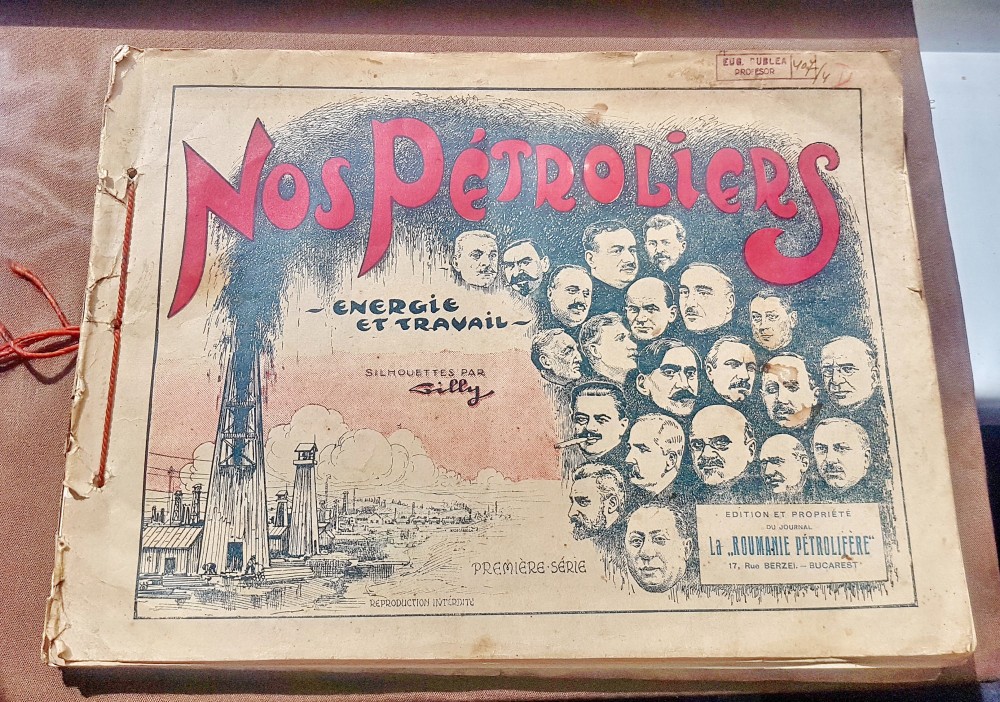 EUG. PUBLEA
PROFESOR
NOS PÉTROLIERS
- ENERGIE
ET TRAVAIL -
SILHOUETTES PAR
Gilly
PREMIÈRE SÉRIE
REPRODUCTION INTERDITE
EDITION ET PROPRIÉTÉ
DU JOURNAL
La „ROUMANIE PÉTROLIFÈRE"
17, Rue BERZEI. — BUCAREST